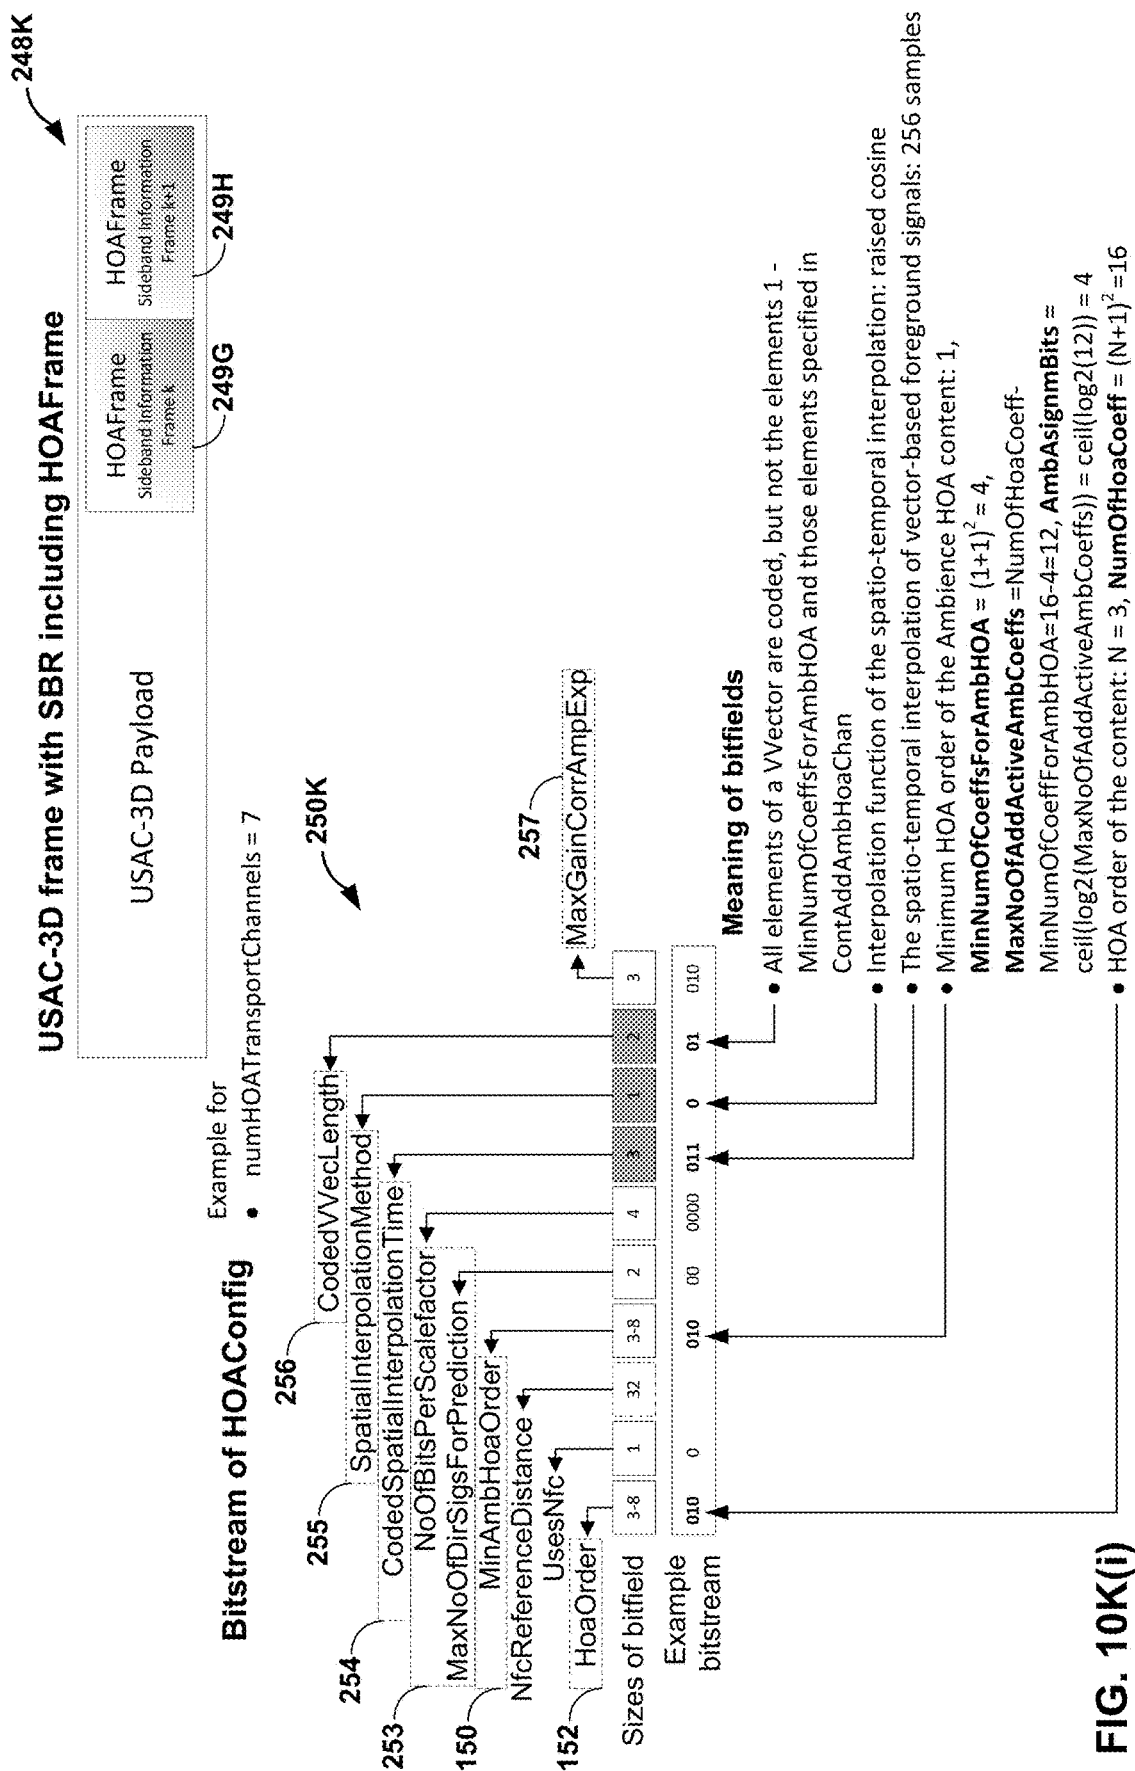 248K
USAC-3D frame with SBR including HOAFrame
USAC-3D Payload
HOAFrame
Sideband Information
Frame k
HOAFrame
Sideband Information
Frame k+1
249G
249H
Example for
• numHOATransportChannels = 7
Bitstream of HOAConfig
250K
256
CodedVVecLength
255
SpatialInterpolationMethod
254
CodedSpatialInterpolationTime
253
NoOfBitsPerScalefactor
MaxNoOfDirSigsForPrediction
150
MinAmbHoaOrder
NfcReferenceDistance
UsesNfc
152
HoaOrder
257
MaxGainCorrAmpExp
Sizes of bitfield
3-8 1 32 3-8 2 4 3 1 2 3
Example
bitstream
010 0 010 00 0000 011 0 01 010
Meaning of bitfields
• All elements of a VVector are coded, but not the elements 1 -
MinNumOfCoeffsForAmbHOA and those elements specified in
ContAddAmbHoaChan
• Interpolation function of the spatio-temporal interpolation: raised cosine
• The spatio-temporal interpolation of vector-based foreground signals: 256 samples
• Minimum HOA order of the Ambience HOA content: 1,
MinNumOfCoeffsForAmbHOA = (1+1)² = 4,
MaxNoOfAddActiveAmbCoeffs =NumOfHoaCoeff-
MinNumOfCoeffForAmbHOA=16-4=12, AmbAsignmBits =
ceil(log2(MaxNoOfAddActiveAmbCoeffs)) = ceil(log2(12)) = 4
• HOA order of the content: N = 3, NumOfHoaCoeff = (N+1)² =16
FIG. 10K(i)